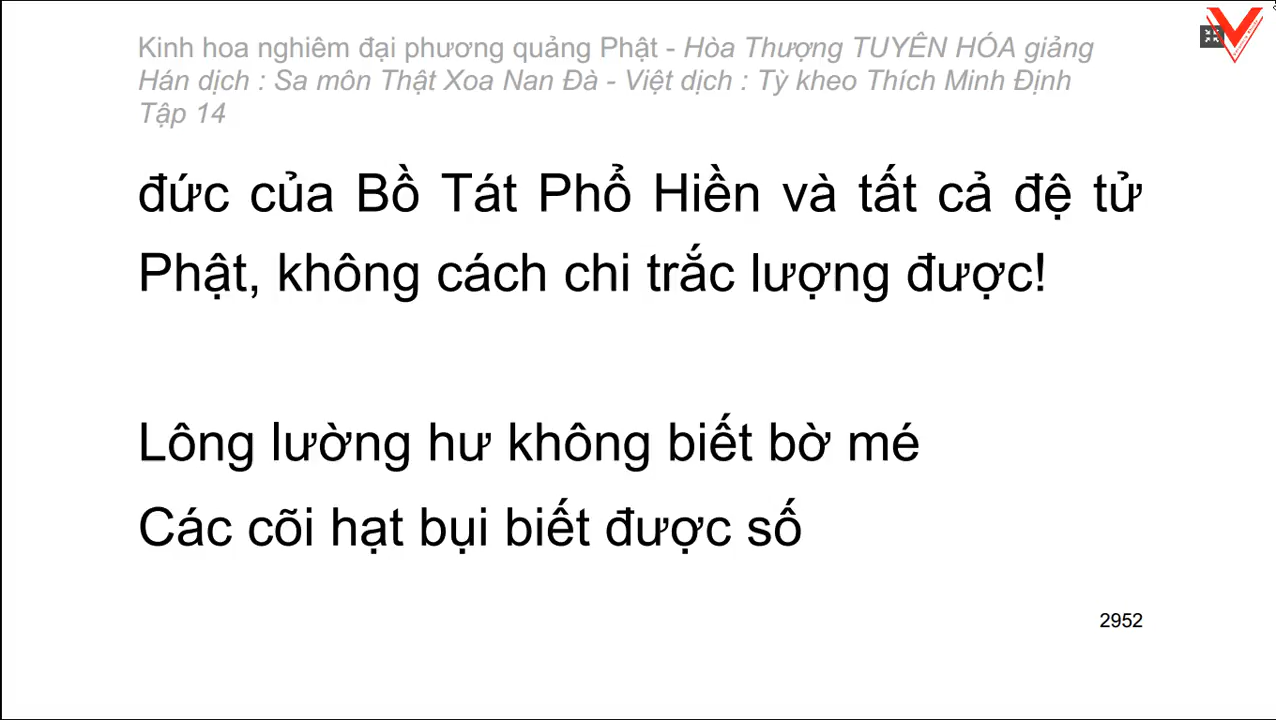 Kinh hoa nghiêm đại phương quảng Phật - Hòa Thượng TUYÊN HÓA giảng
Hán dịch : Sa môn Thật Xoa Nan Đà - Việt dịch : Tỳ kheo Thích Minh Định
Tập 14
đức của Bồ Tát Phổ Hiền và tất cả đệ tử
Phật, không cách chi trắc lượng được!
Lông lường hư không biết bờ mé
Các cõi hạt bụi biết được số
2952